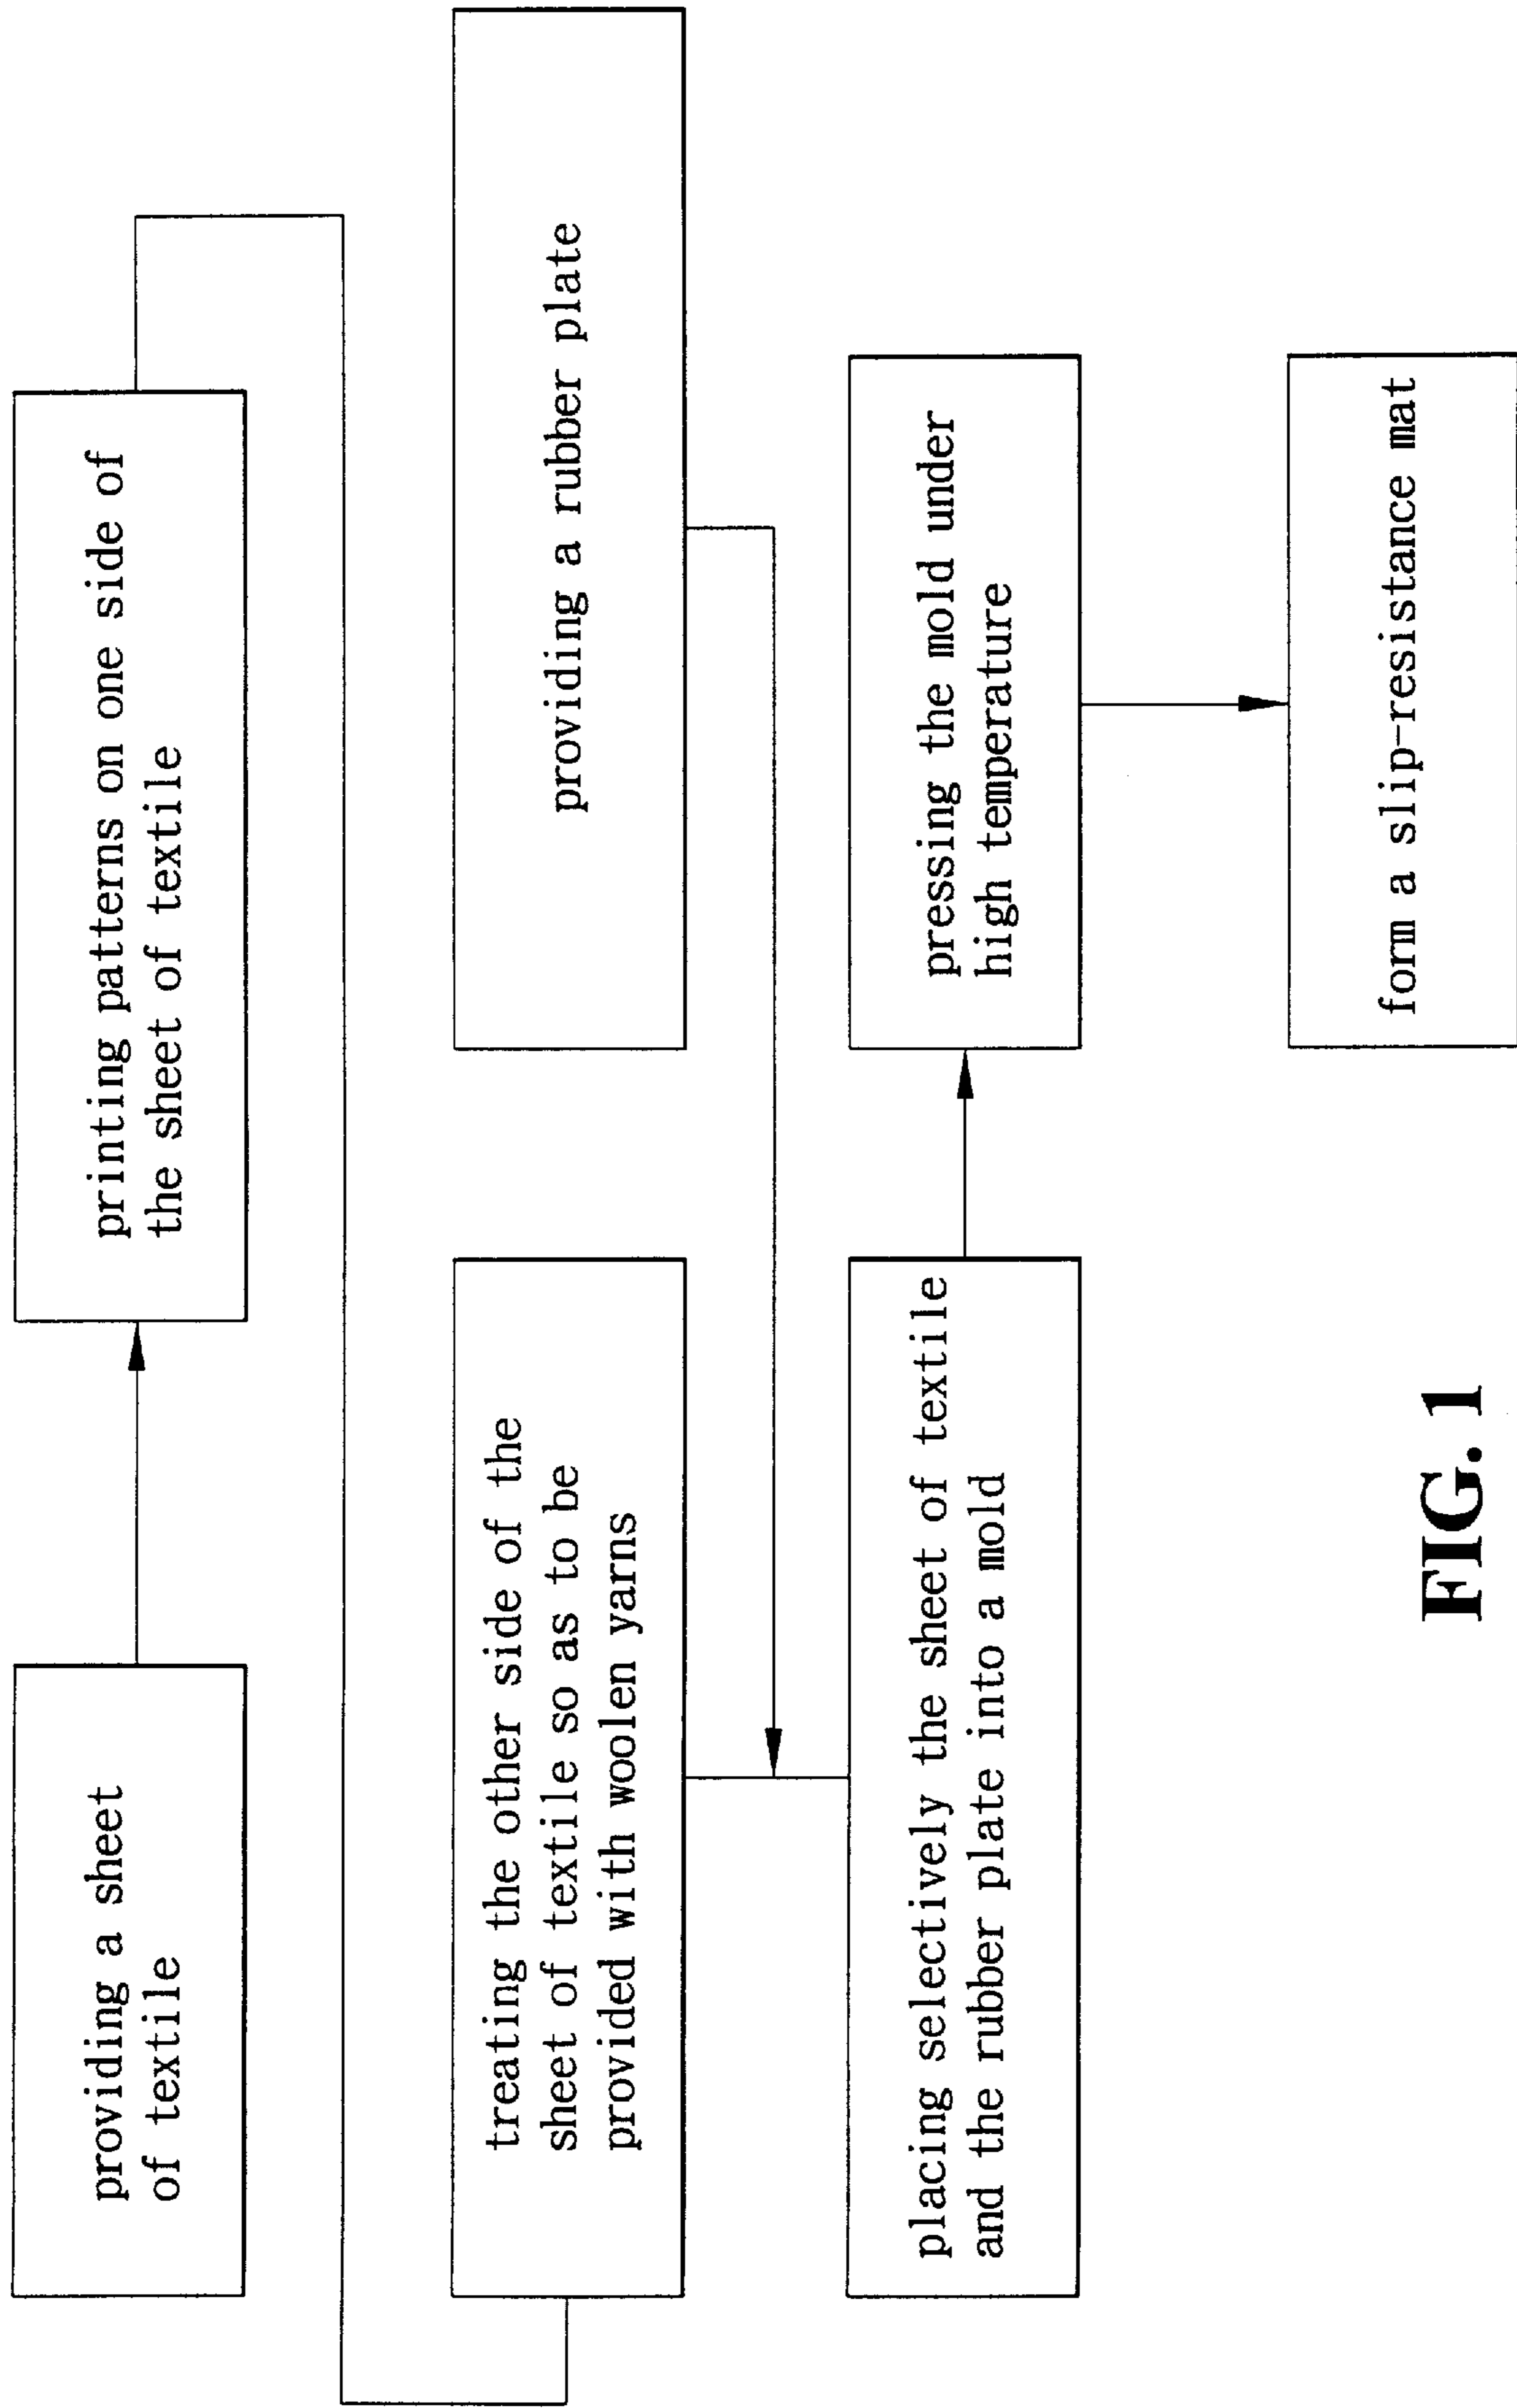 providing a sheet
of textile
printing patterns on one side of
the sheet of textile
treating the other side of the
sheet of textile so as to be
provided with woolen yarns
providing a rubber plate
placing selectively the sheet of textile
and the rubber plate into a mold
pressing the mold under
high temperature
form a slip-resistance mat
FIG. 1